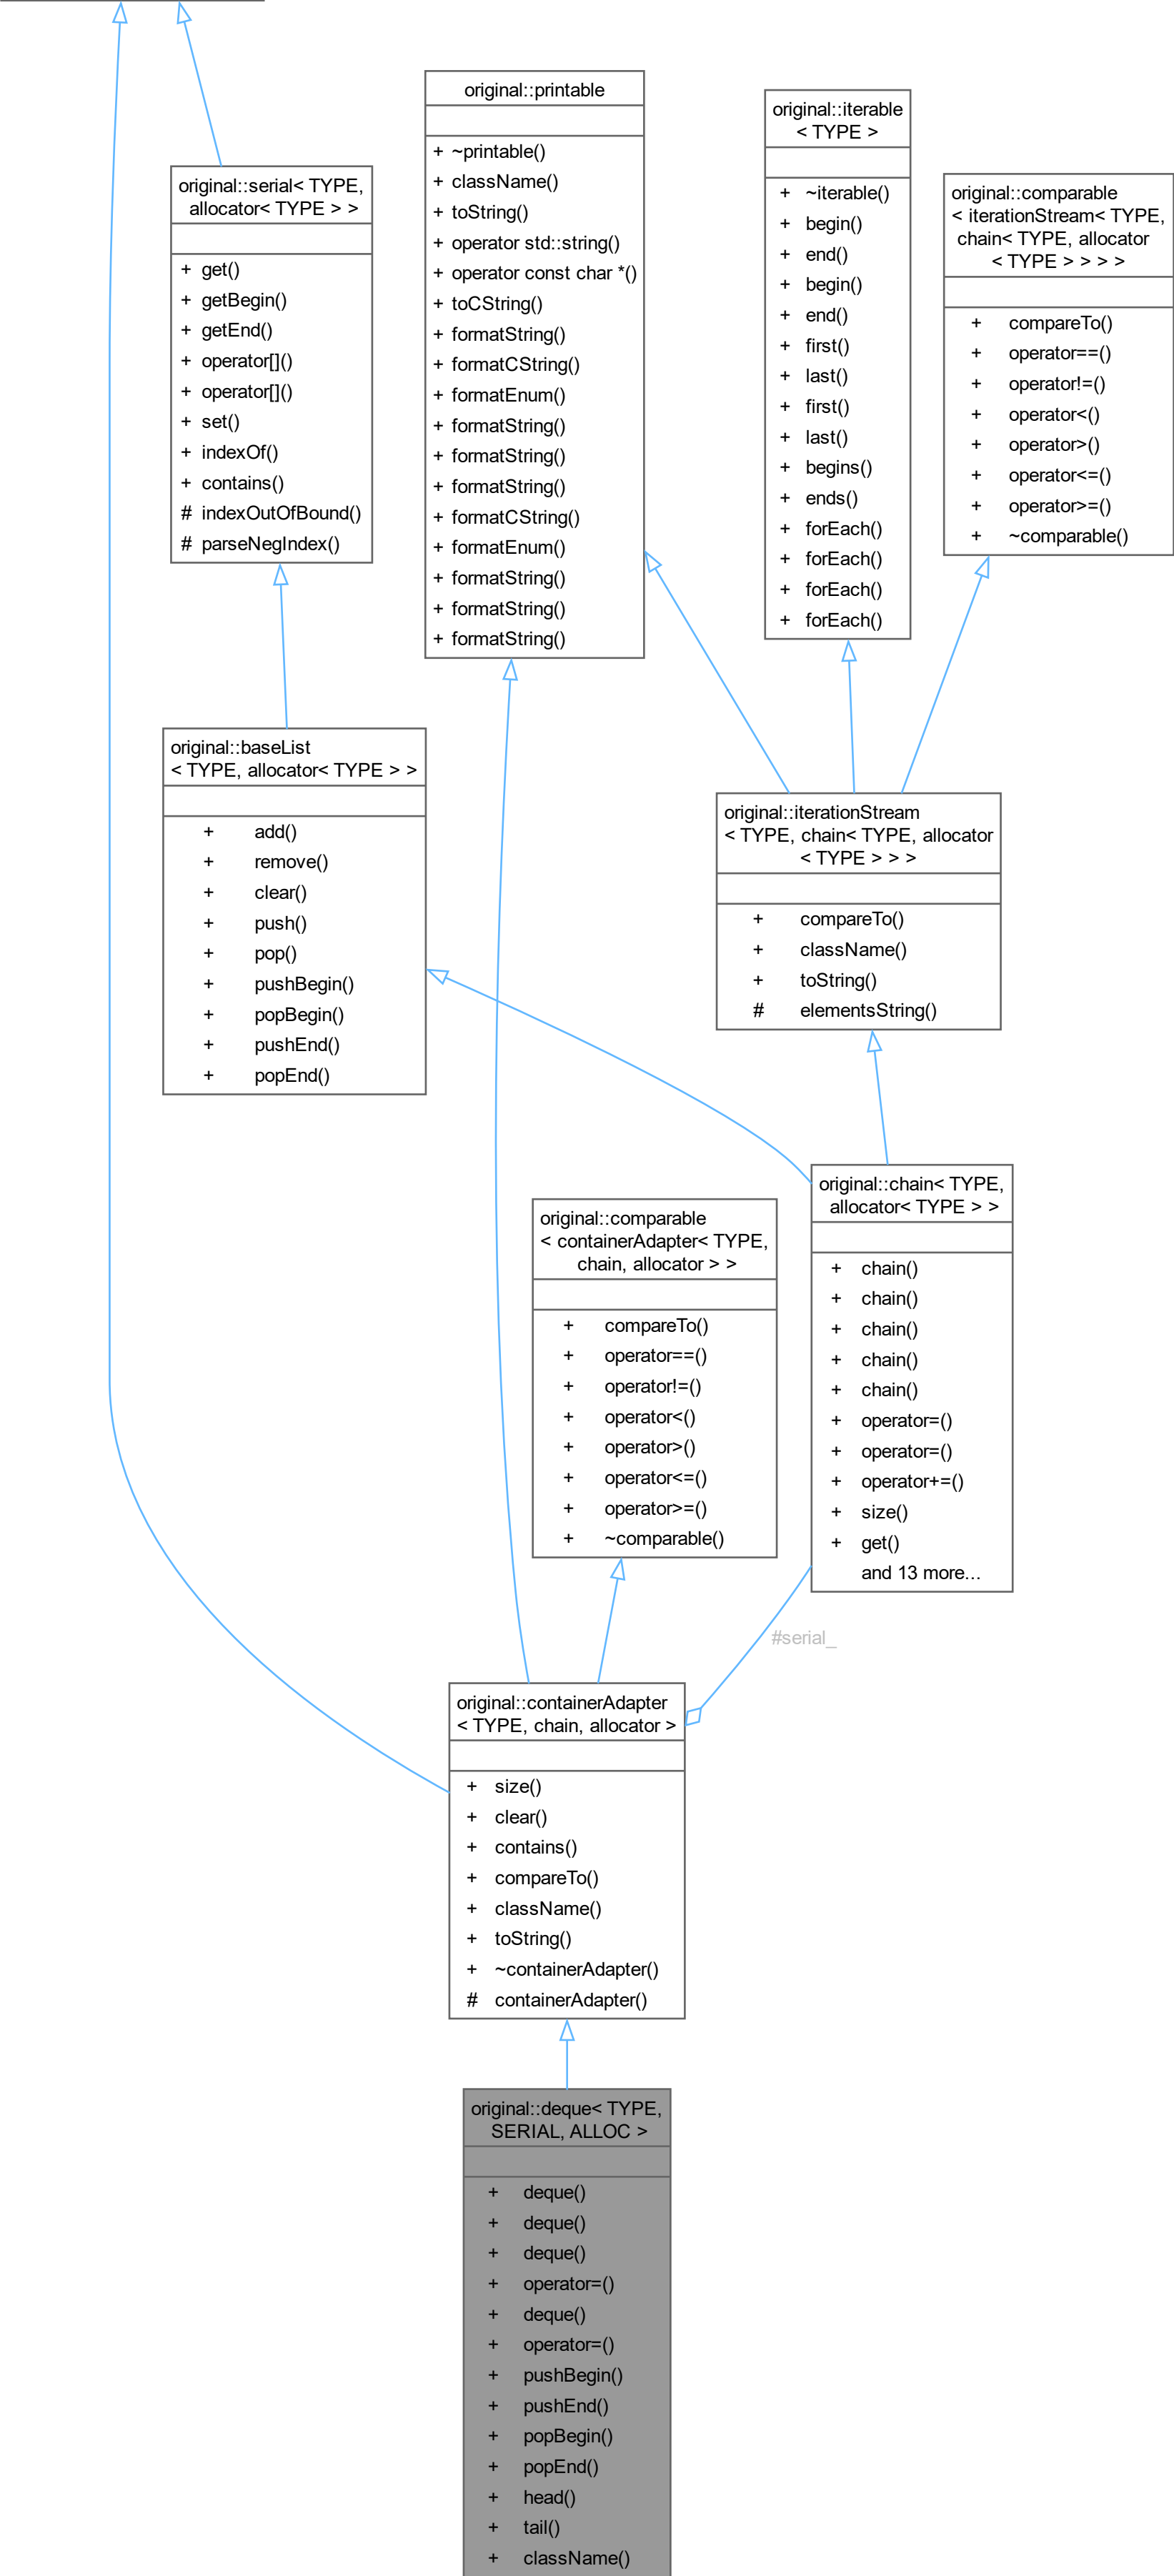 original::printable
+ ~printable()
+ className()
+ toString()
+ operator std::string()
+ operator const char *()
+ toCString()
+ formatString()
+ formatCString()
+ formatEnum()
+ formatString()
+ formatString()
+ formatString()
+ formatCString()
+ formatEnum()
+ formatString()
+ formatString()
+ formatString()
original::iterable
< TYPE >
+ ~iterable()
+ begin()
+ end()
+ begin()
+ end()
+ first()
+ last()
+ first()
+ last()
+ begins()
+ ends()
+ forEach()
+ forEach()
+ forEach()
+ forEach()
original::serial< TYPE,
allocator< TYPE > >
+ get()
+ getBegin()
+ getEnd()
+ operator[]()
+ operator[]()
+ set()
+ indexOf()
+ contains()
# indexOutOfBound()
# parseNegIndex()
original::comparable
< iterationStream< TYPE,
chain< TYPE, allocator
< TYPE > > > >
+ compareTo()
+ operator==()
+ operator!=()
+ operator<()
+ operator>()
+ operator<=()
+ operator>=()
+ ~comparable()
original::baseList
< TYPE, allocator< TYPE > >
+ add()
+ remove()
+ clear()
+ push()
+ pop()
+ pushBegin()
+ popBegin()
+ pushEnd()
+ popEnd()
original::iterationStream
< TYPE, chain< TYPE, allocator
< TYPE > > >
+ compareTo()
+ className()
+ toString()
# elementsString()
original::chain< TYPE,
allocator< TYPE > >
+ chain()
+ chain()
+ chain()
+ chain()
+ chain()
+ operator=()
+ operator=()
+ operator+=()
+ size()
+ get()
and 13 more...
original::comparable
< containerAdapter< TYPE,
chain, allocator > >
+ compareTo()
+ operator==()
+ operator!=()
+ operator<()
+ operator>()
+ operator<=()
+ operator>=()
+ ~comparable()
#serial_
original::containerAdapter
< TYPE, chain, allocator >
+ size()
+ clear()
+ contains()
+ compareTo()
+ className()
+ toString()
+ ~containerAdapter()
# containerAdapter()
original::deque< TYPE,
SERIAL, ALLOC >
+ deque()
+ deque()
+ deque()
+ operator=()
+ deque()
+ operator=()
+ pushBegin()
+ pushEnd()
+ popBegin()
+ popEnd()
+ head()
+ tail()
+ className()